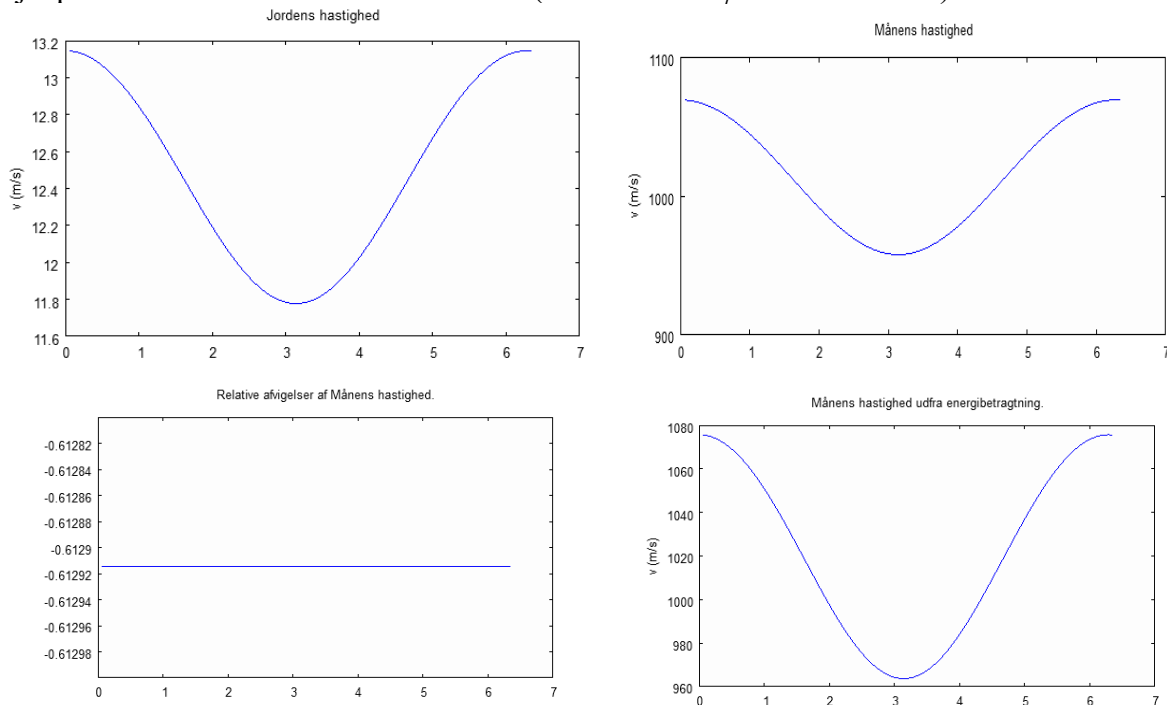 Jordens hastighed
13.2
13
12.8
12.6
12.4
12.2
12
11.8
11.6
v (m/s)
0 1 2 3 4 5 6 7
Månens hastighed
1100
1000
900
v (m/s)
0 1 2 3 4 5 6 7
Relative afvigelser af Månens hastighed.
-0.61282
-0.61284
-0.61286
-0.61288
-0.6129
-0.61292
-0.61294
-0.61296
-0.61298
0 1 2 3 4 5 6 7
Månens hastighed udfra energibetragtning.
1080
1060
1040
1020
1000
980
960
v (m/s)
0 1 2 3 4 5 6 7